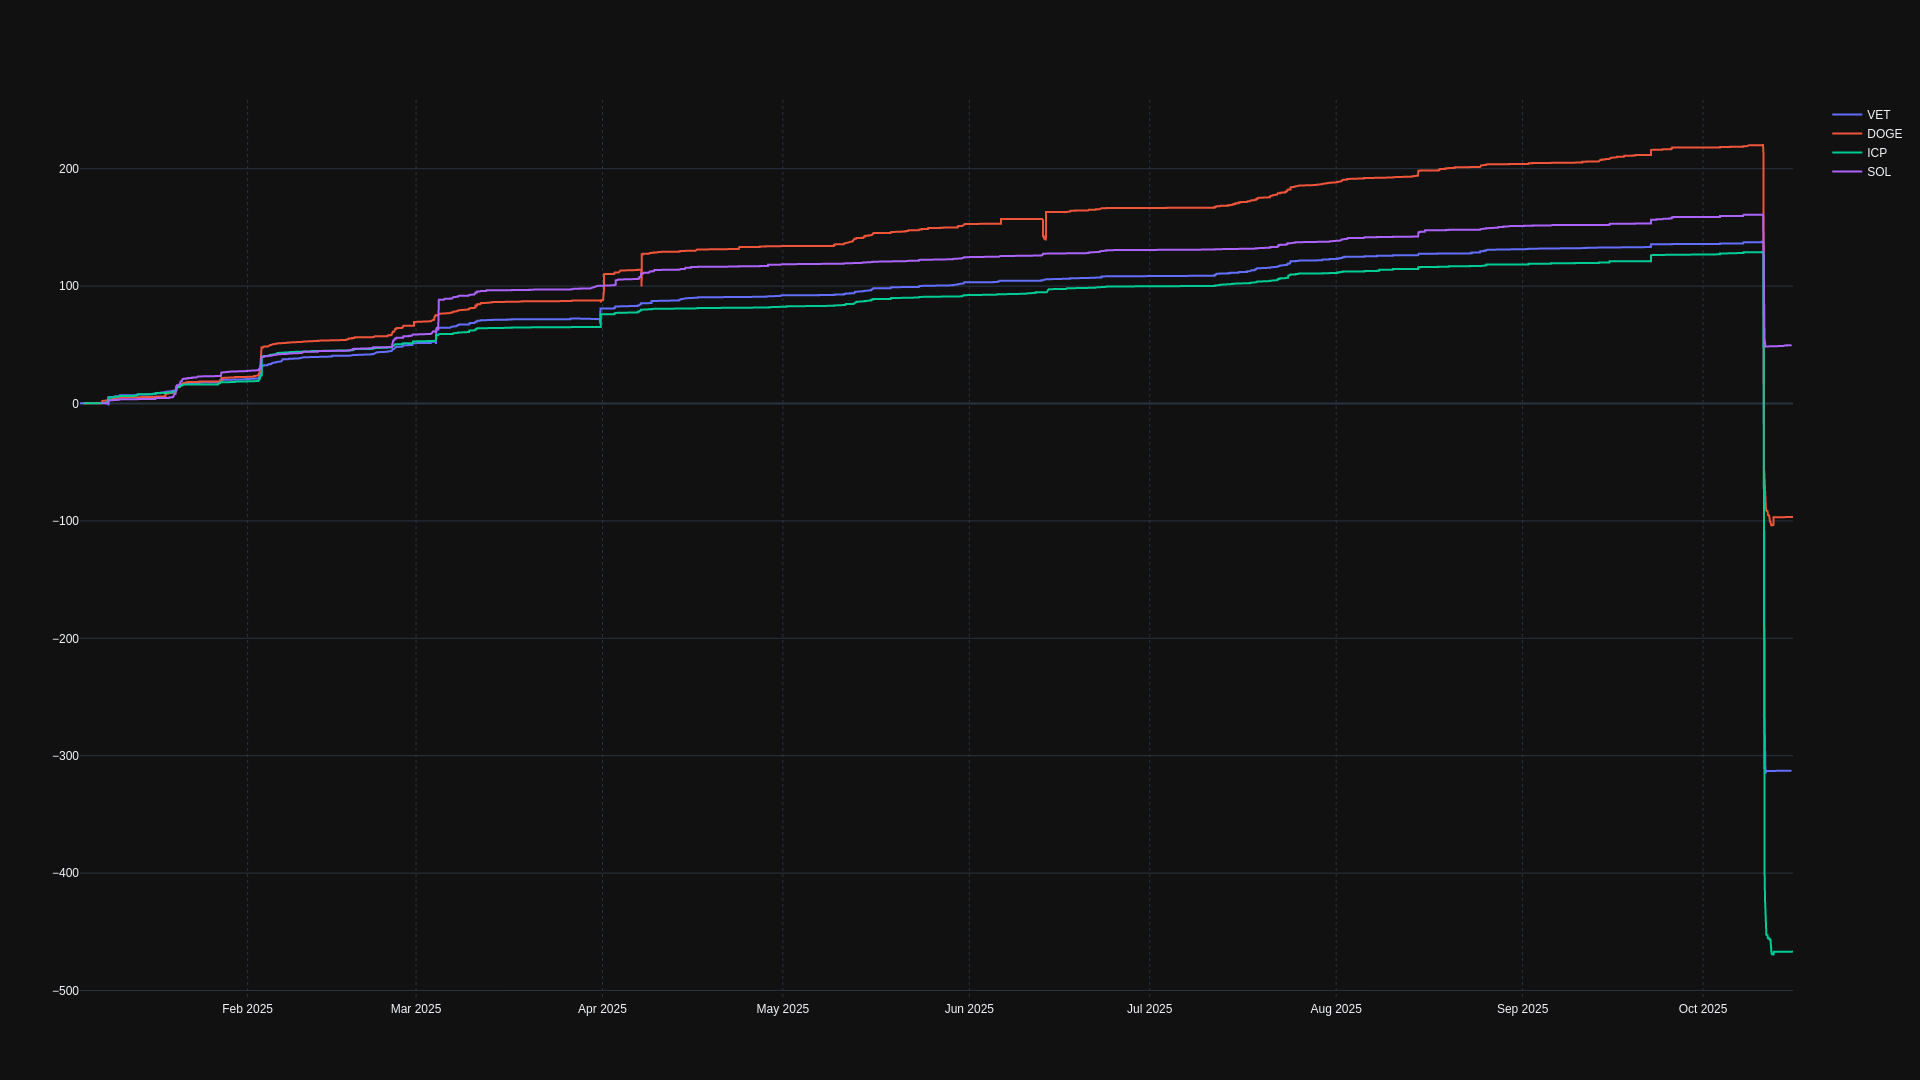 VET
DOGE
ICP
SOL
200
100
0
−100
−200
−300
−400
−500
Feb 2025
Mar 2025
Apr 2025
May 2025
Jun 2025
Jul 2025
Aug 2025
Sep 2025
Oct 2025